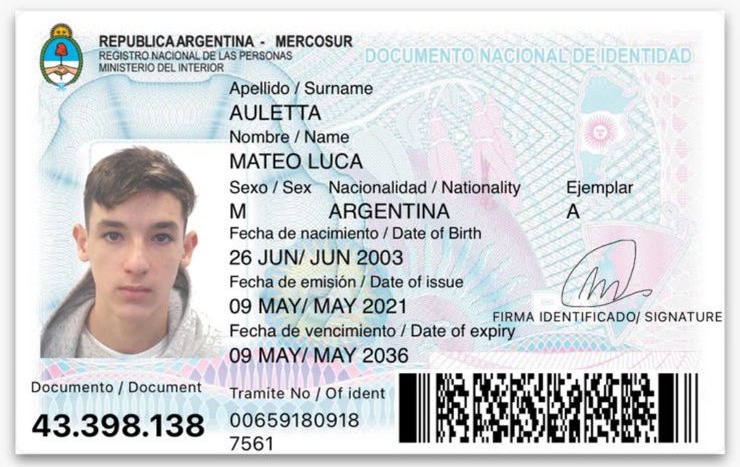 REPUBLICA ARGENTINA - MERCOSUR
REGISTRO NACIONAL DE LAS PERSONAS
MINISTERIO DEL INTERIOR
DOCUMENTO NACIONAL DE IDENTIDAD
Apellido / Surname
AULETTA
Nombre / Name
MATEO LUCA
Sexo / Sex Nacionalidad / Nationality Ejemplar
M ARGENTINA A
Fecha de nacimiento / Date of Birth
26 JUN/ JUN 2003
Fecha de emisión / Date of issue
09 MAY/ MAY 2021
FIRMA IDENTIFICADO/ SIGNATURE
Fecha de vencimiento / Date of expiry
09 MAY/ MAY 2036
Documento / Document
43.398.138
Tramite No / Of ident
00659180918
7561